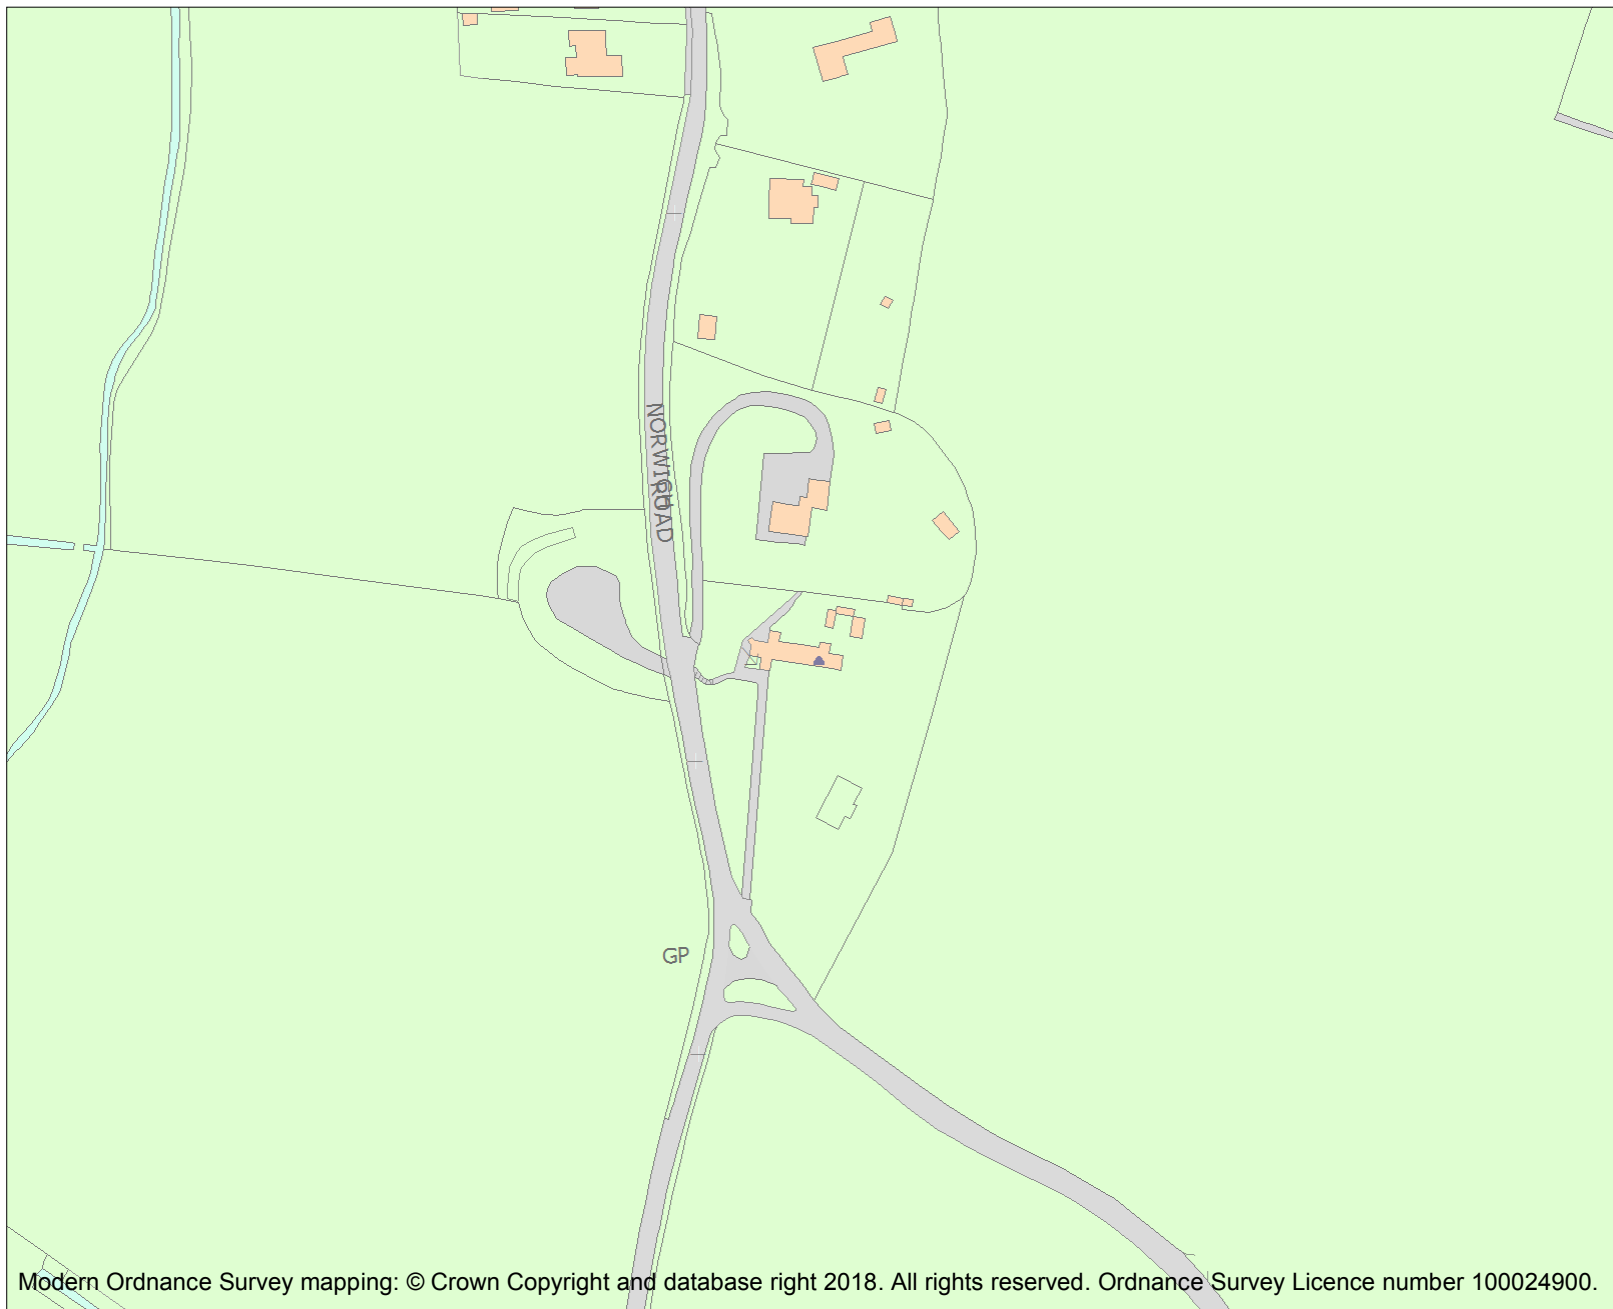 NORWICH
ROAD
GP
Modern Ordnance Survey mapping: © Crown Copyright and database right 2018. All rights reserved. Ordnance Survey Licence number 100024900.